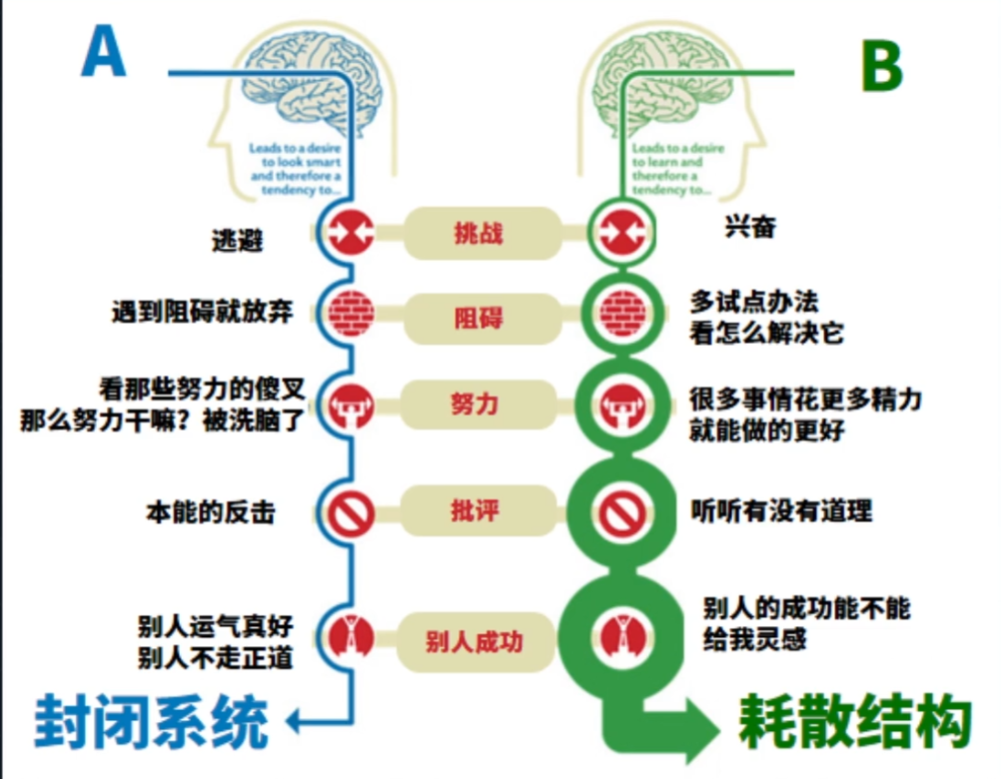 A
B
Leads to a desire
to look smart
and therefore a
tendency to...
Leads to a desire
to learn and
therefore a
tendency to...
逃避
挑战
兴奋
遇到阻碍就放弃
阻碍
多试点办法
看怎么解决它
看那些努力的傻叉
那么努力干嘛？被洗脑了
努力
很多事情花更多精力
就能做的更好
本能的反击
批评
听听有没有道理
别人运气真好
别人不走正道
别人成功
别人的成功能不能
给我灵感
封闭系统
耗散结构